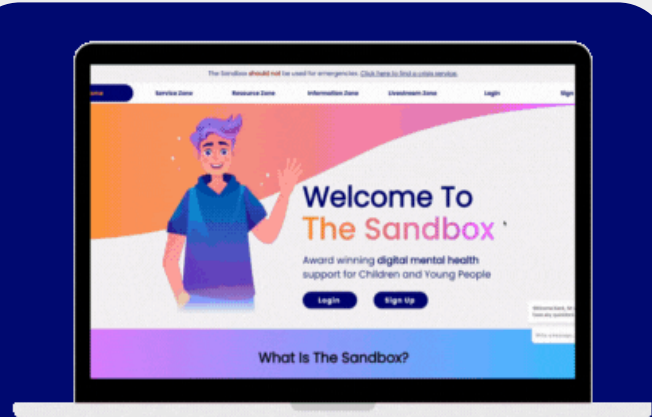 The Sandbox should not be used for emergencies. Click here to find a crisis service.
ome Service Zone Resource Zone Information Zone Livestream Zone Login Sign
Welcome To
The Sandbox
Award winning digital mental health
support for Children and Young People
Login Sign Up
What Is The Sandbox?